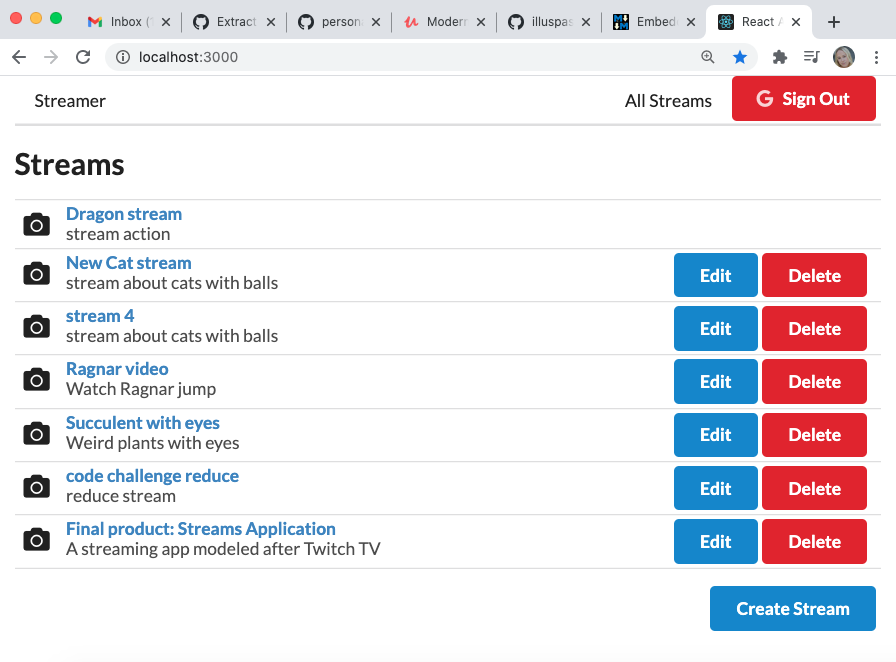 Inbox (
Extract
person
Modern
illuspas
Embed
React A
localhost:3000
Streamer
All Streams
Sign Out
Streams
Dragon stream
stream action
New Cat stream
stream about cats with balls
Edit
Delete
stream 4
stream about cats with balls
Edit
Delete
Ragnar video
Watch Ragnar jump
Edit
Delete
Succulent with eyes
Weird plants with eyes
Edit
Delete
code challenge reduce
reduce stream
Edit
Delete
Final product: Streams Application
A streaming app modeled after Twitch TV
Edit
Delete
Create Stream